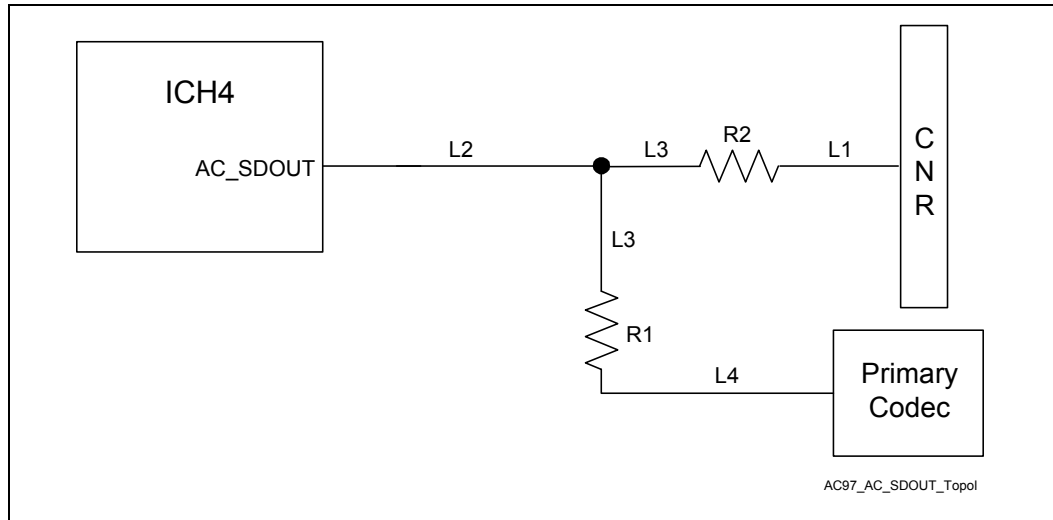 ICH4
AC_SDOUT
L2
L3
R2
L1
C
N
R
L3
R1
L4
Primary
Codec
AC97_AC_SDOUT_Topol